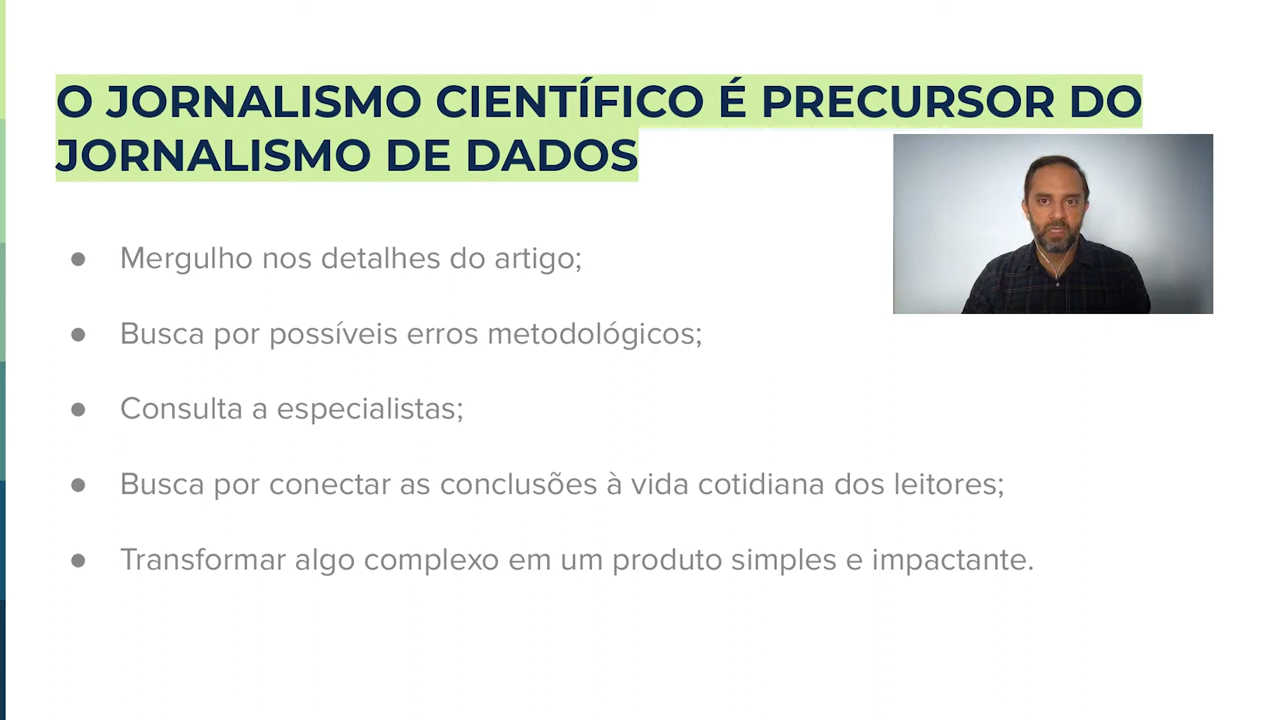 O JORNALISMO CIENTÍFICO É PRECURSOR DO
JORNALISMO DE DADOS
● Mergulho nos detalhes do artigo;
● Busca por possíveis erros metodológicos;
● Consulta a especialistas;
● Busca por conectar as conclusões à vida cotidiana dos leitores;
● Transformar algo complexo em um produto simples e impactante.